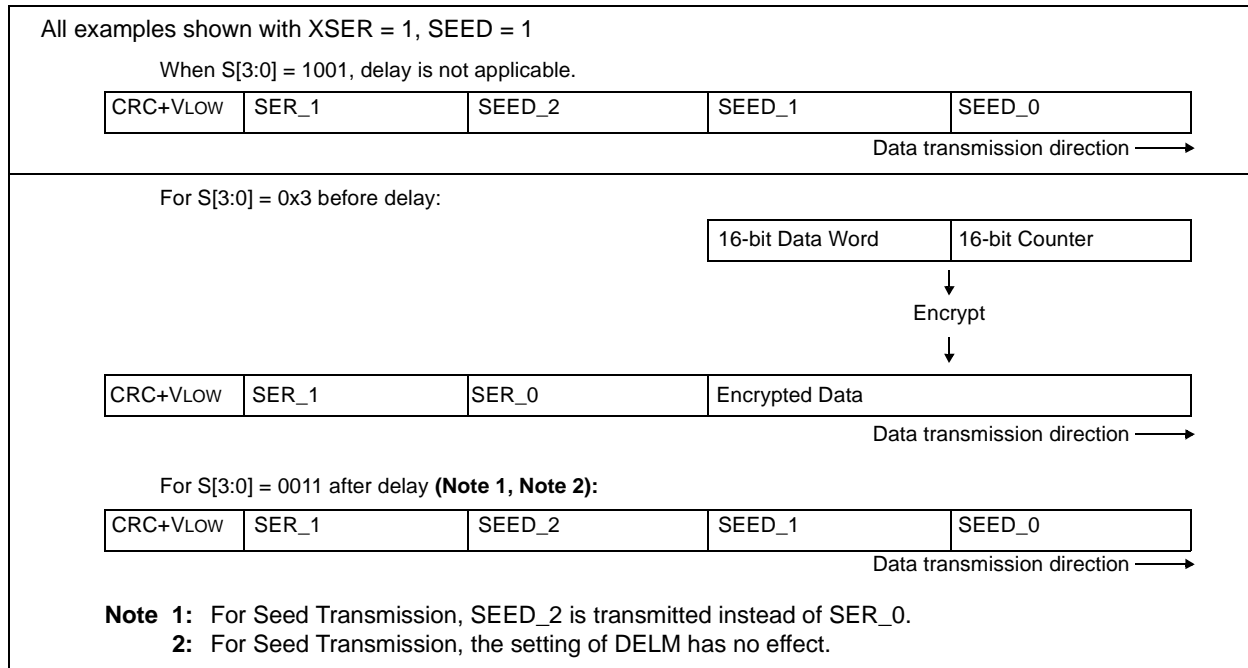 All examples shown with XSER = 1, SEED = 1
When S[3:0] = 1001, delay is not applicable.
CRC+VLOW SER_1 SEED_2 SEED_1 SEED_0
Data transmission direction
For S[3:0] = 0x3 before delay:
16-bit Data Word 16-bit Counter
Encrypt
CRC+VLOW SER_1 SER_0 Encrypted Data
Data transmission direction
For S[3:0] = 0011 after delay (Note 1, Note 2):
CRC+VLOW SER_1 SEED_2 SEED_1 SEED_0
Data transmission direction
Note 1: For Seed Transmission, SEED_2 is transmitted instead of SER_0.
2: For Seed Transmission, the setting of DELM has no effect.